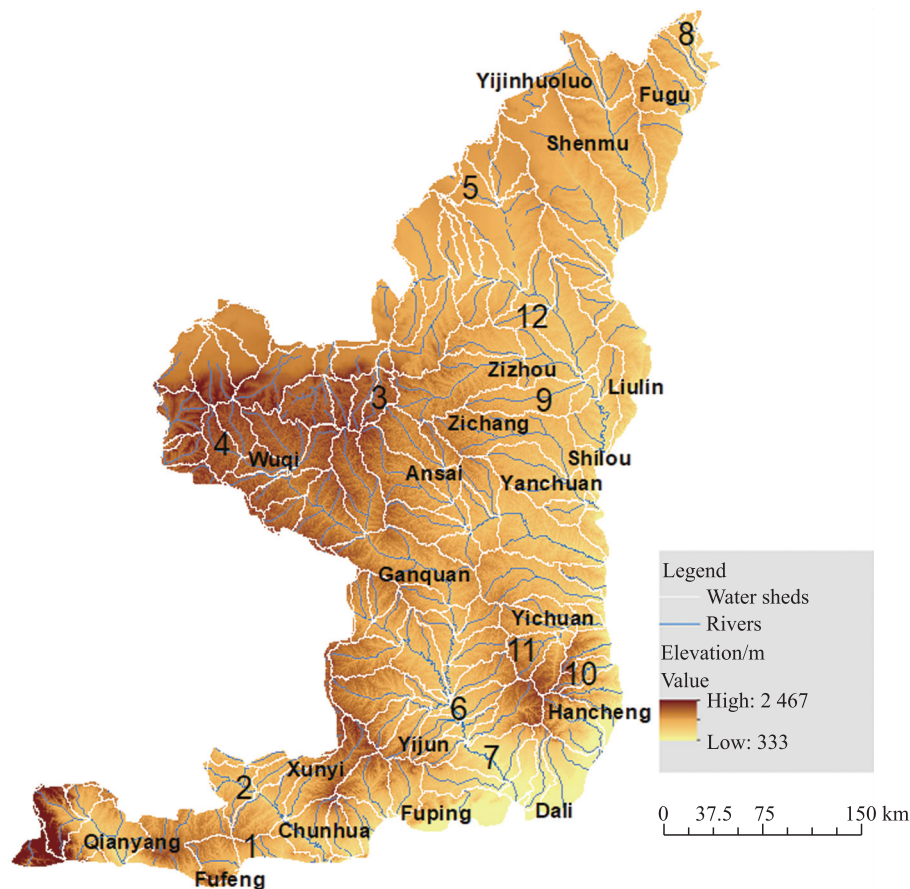 8
Yijinhuoluo
Fugu
Shenmu
5
12
Zizhou
Liulin
3
9
Zichang
4
Wuqi
Shilou
Ansai
Yanchuan
Ganquan
Yichuan
11
10
Hancheng
6
Yijun
7
Xunyi
2
Fuping
Dali
Chunhua
Qianyang
1
Fufeng
Legend
Water sheds
Rivers
Elevation/m
Value
High: 2 467
Low: 333
0 37.5 75 150 km